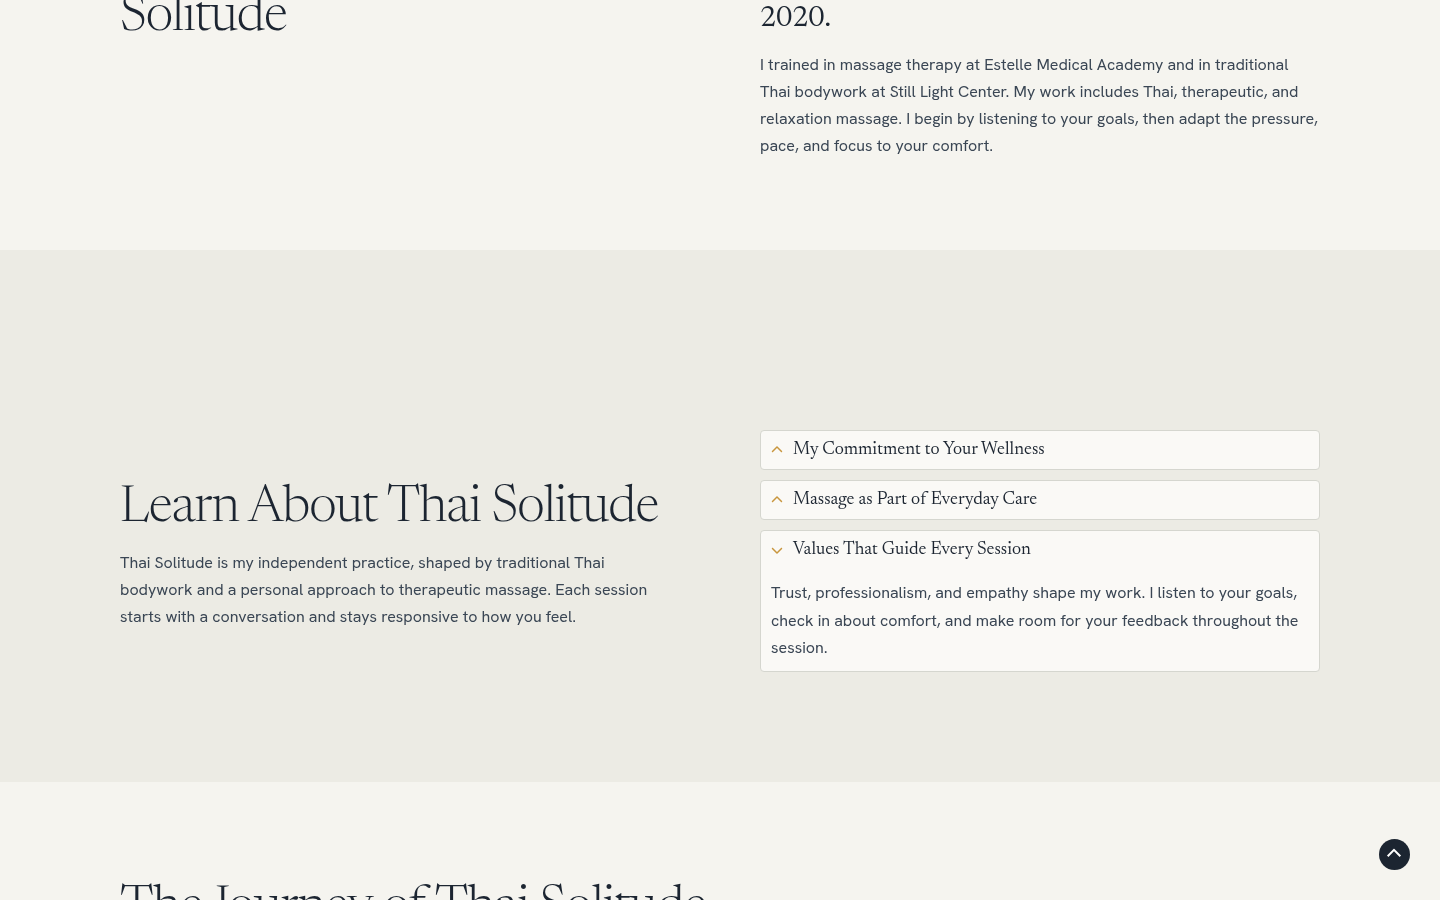 Solitude
2020.
I trained in massage therapy at Estelle Medical Academy and in traditional
Thai bodywork at Still Light Center. My work includes Thai, therapeutic, and
relaxation massage. I begin by listening to your goals, then adapt the pressure,
pace, and focus to your comfort.
Learn About Thai Solitude
Thai Solitude is my independent practice, shaped by traditional Thai
bodywork and a personal approach to therapeutic massage. Each session
starts with a conversation and stays responsive to how you feel.
My Commitment to Your Wellness
Massage as Part of Everyday Care
Values That Guide Every Session
Trust, professionalism, and empathy shape my work. I listen to your goals,
check in about comfort, and make room for your feedback throughout the
session.
The Journey of Thai Solitude